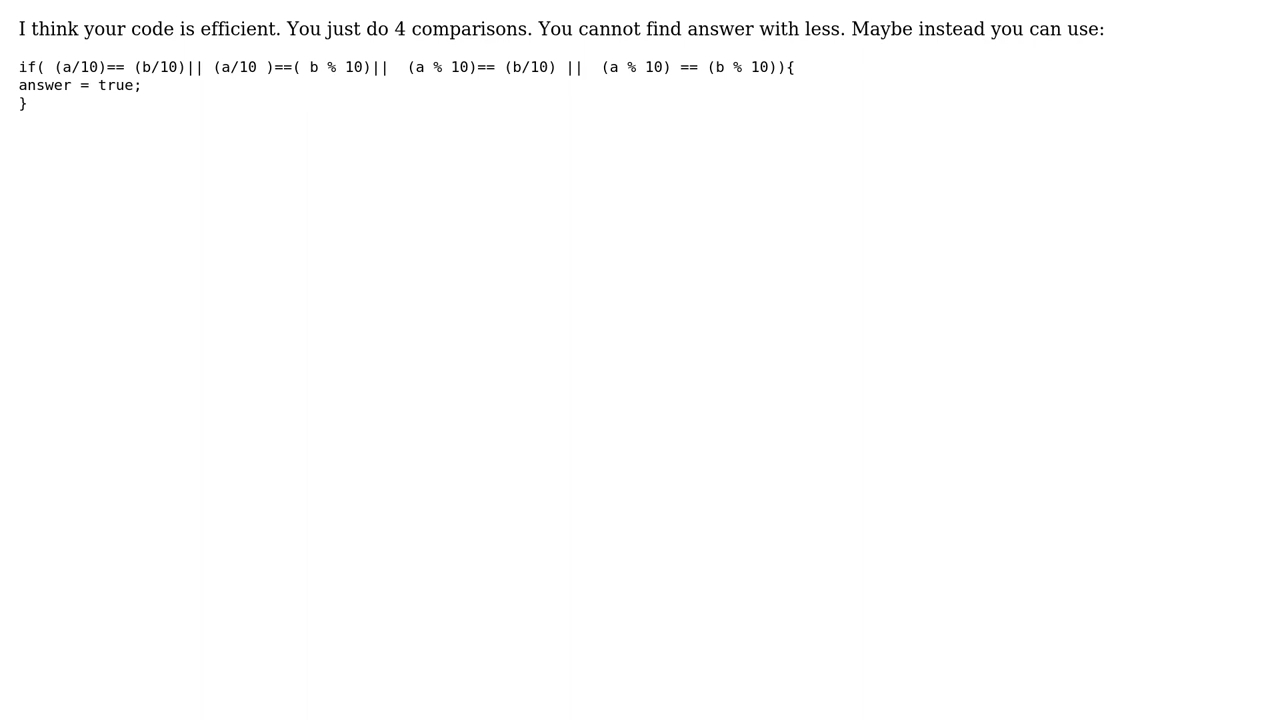 I think your code is efficient. You just do 4 comparisons. You cannot find answer with less. Maybe instead you can use:
if( (a/10)== (b/10)|| (a/10 )==( b % 10)||  (a % 10)== (b/10) ||  (a % 10) == (b % 10)){
answer = true;
}